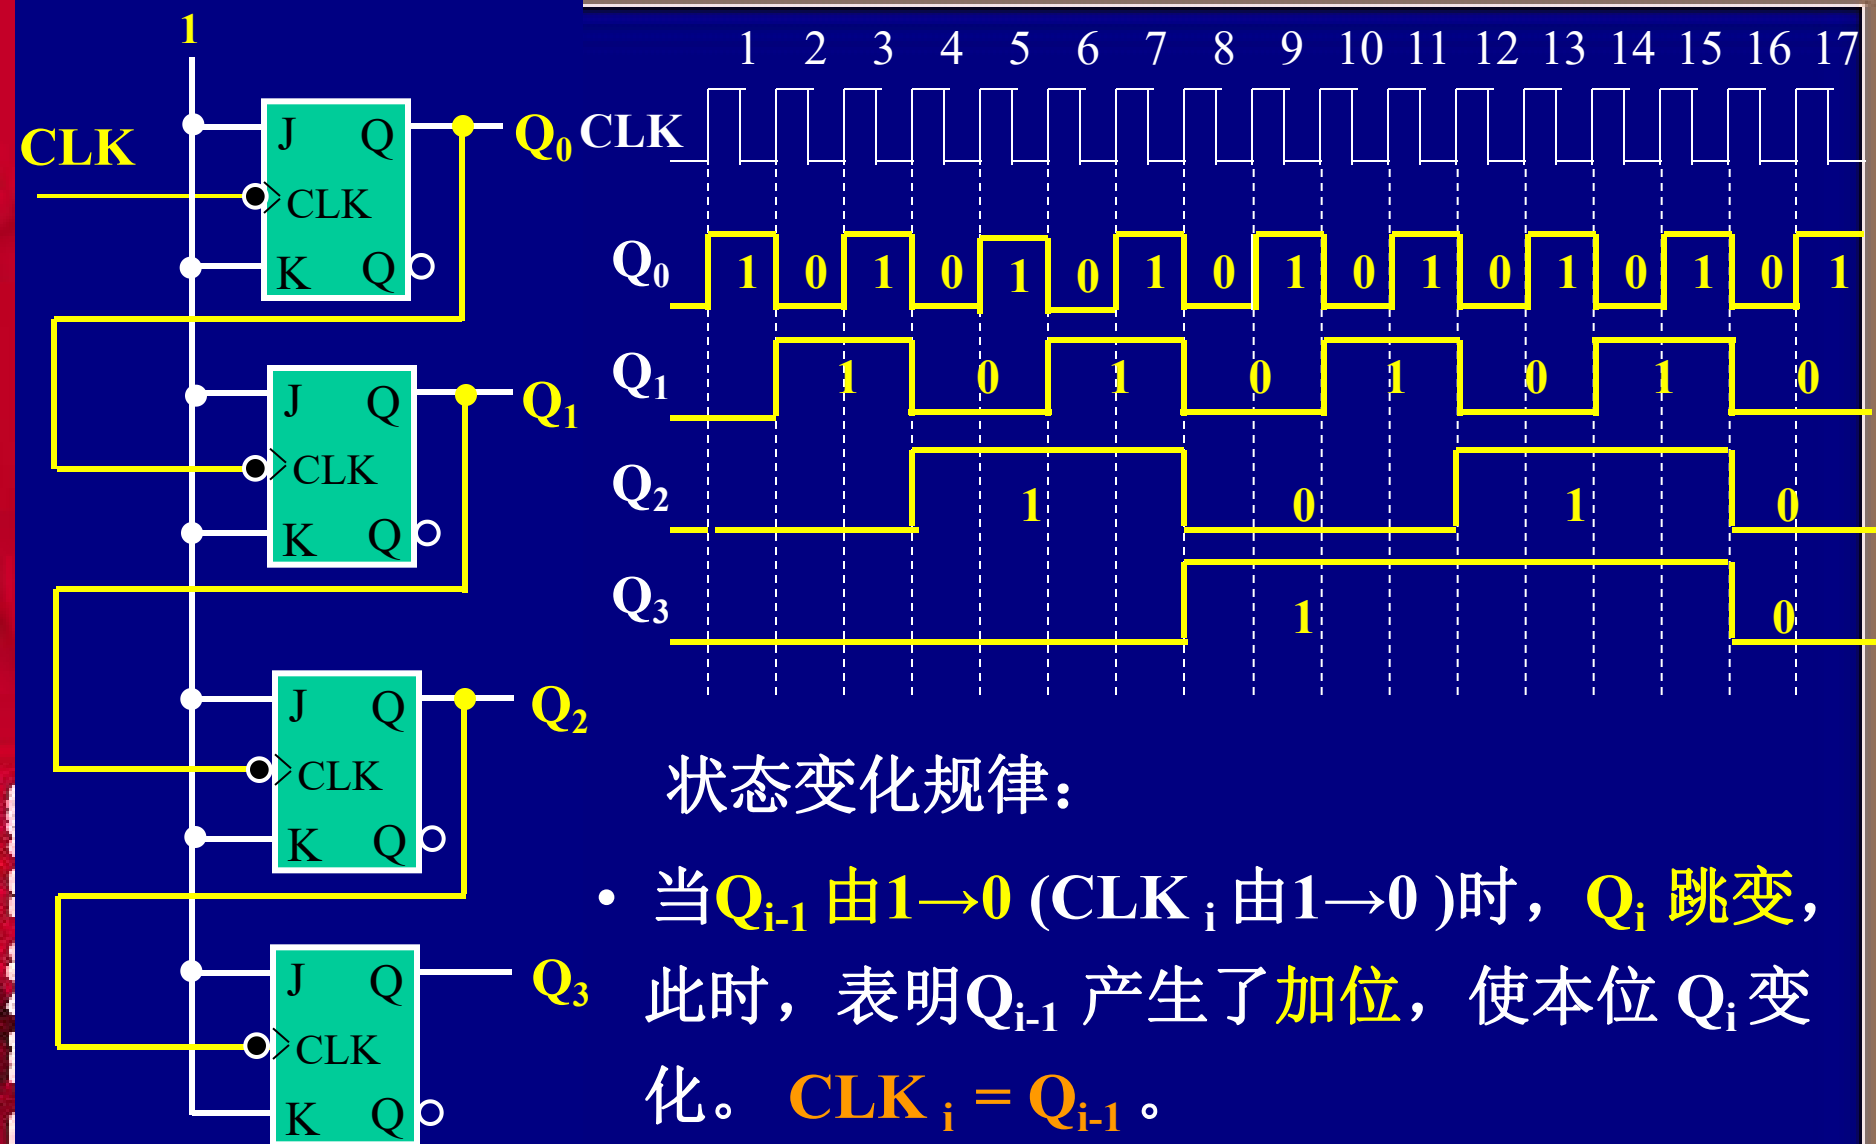 1
CLK
J Q
CLK
K Q
Q0
J Q
CLK
K Q
Q1
J Q
CLK
K Q
Q2
J Q
CLK
K Q
Q3
1 2 3 4 5 6 7 8 9 10 11 12 13 14 15 16 17
CLK
Q0 1 0 1 0 1 0 1 0 1 0 1 0 1 0 1 0 1
Q1 1 0 1 0 1 0 1 0
Q2 1 0 1 0
Q3 1 0
状态变化规律：
• 当Qi-1 由1→0 (CLK i 由1→0 )时，Qi 跳变，
此时，表明Qi-1 产生了加位，使本位 Qi 变
化。 CLK i = Qi-1 。